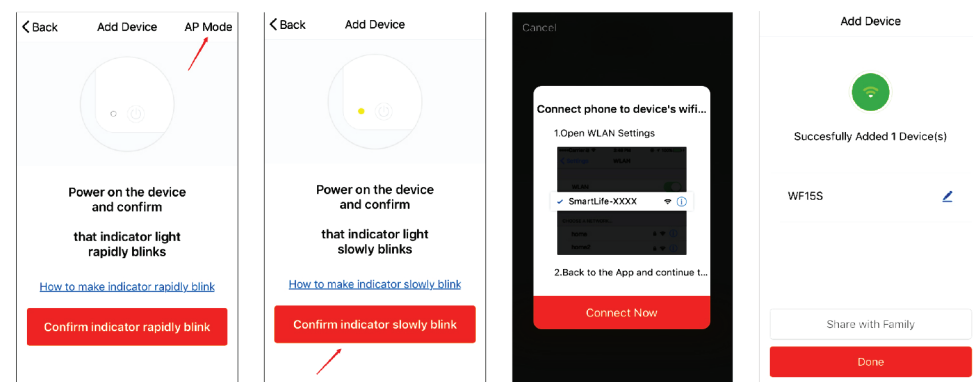 Back Add Device AP Mode
Power on the device
and confirm
that indicator light
rapidly blinks
How to make indicator rapidly blink
Confirm indicator rapidly blink
Back Add Device
Power on the device
and confirm
that indicator light
slowly blinks
How to make indicator slowly blink
Confirm indicator slowly blink
Cancel
Connect phone to device's wifi...
1.Open WLAN Settings
WLAN
SmartLife-XXXX
2.Back to the App and continue t...
Connect Now
Add Device
Succesfully Added 1 Device(s)
WF15S
Share with Family
Done